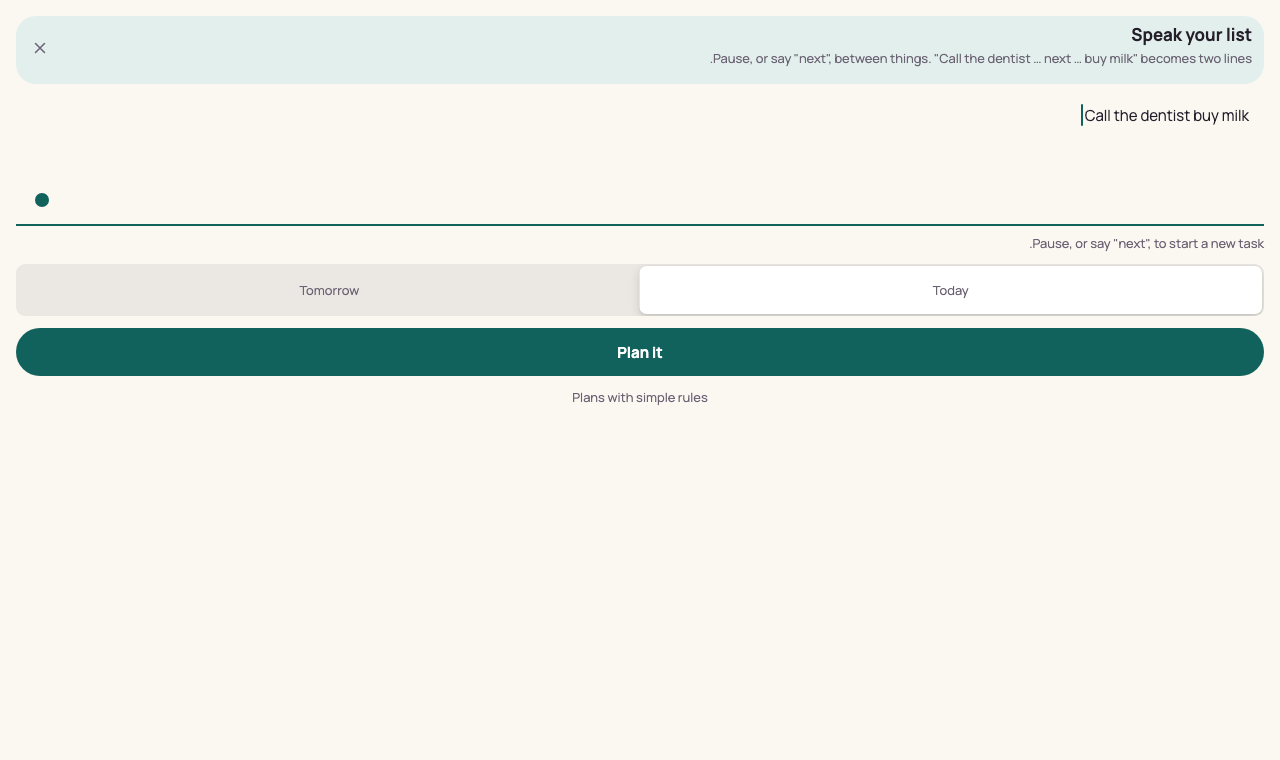 Speak your list
.Pause, or say "next", between things. "Call the dentist … next … buy milk" becomes two lines
Call the dentist buy milk
.Pause, or say "next", to start a new task
Today
Tomorrow
Plan it
Plans with simple rules